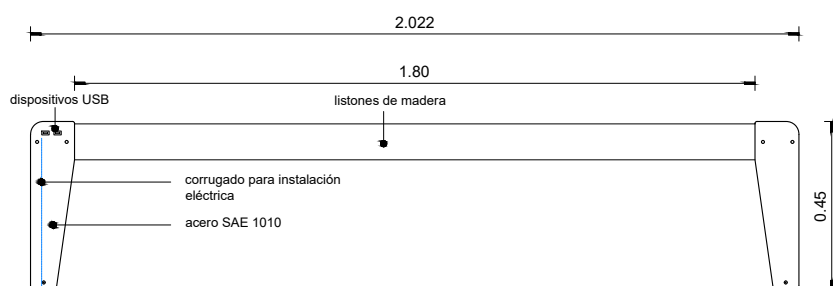 2.022
1.80
dispositivos USB
listones de madera
corrugado para instalación
eléctrica
acero SAE 1010
0.45